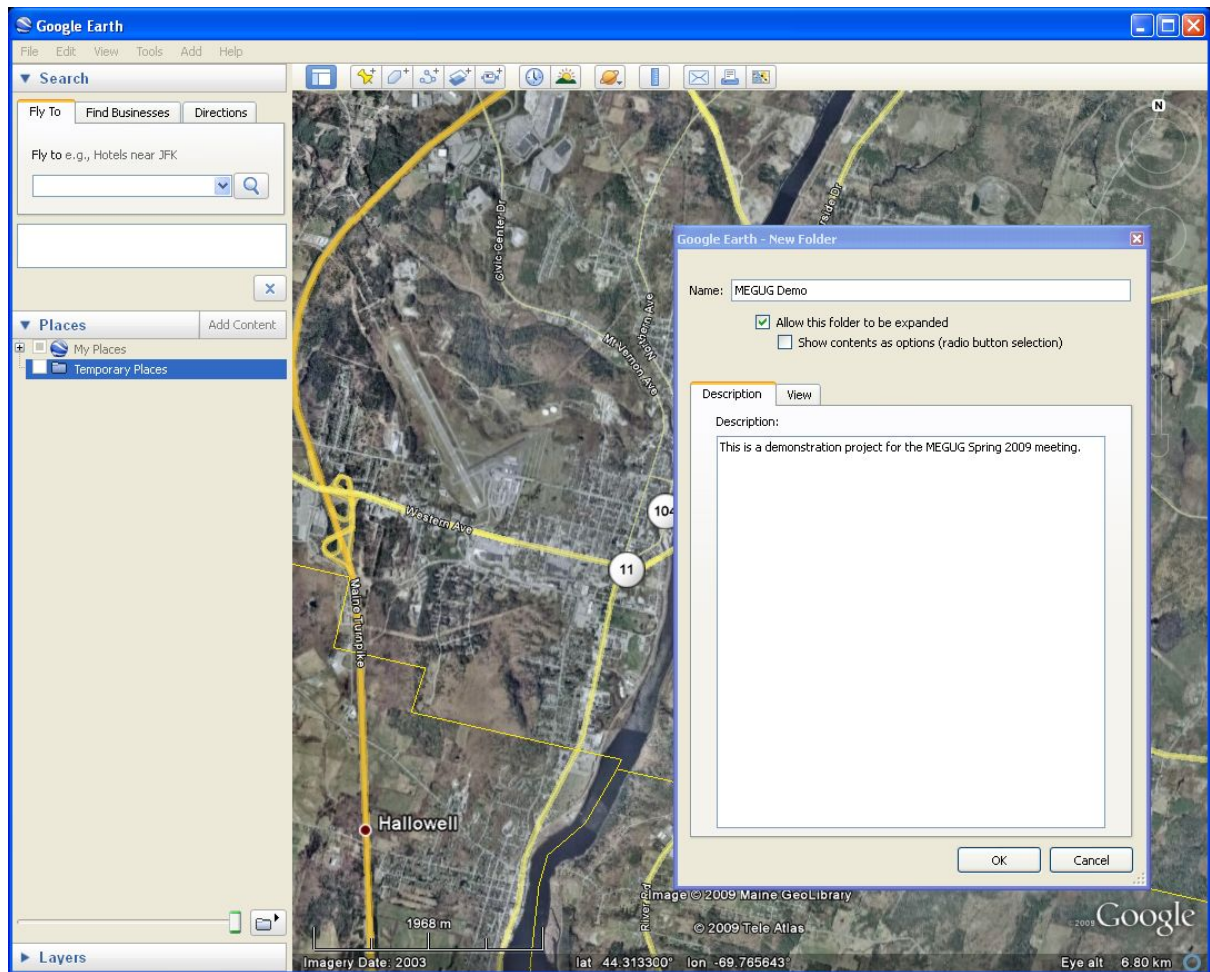 Google Earth
File Edit View Tools Add Help
Search
Fly To Find Businesses Directions
Fly to e.g., Hotels near JFK
Places Add Content
My Places
Temporary Places
Layers
N
Civic Center Dr
Mt Vernon Ave
Western Ave
104
11
Maine Turnpike
Hallowell
River Rd
1968 m
Imagery Date: 2003
lat 44.313300° lon -69.765643°
Eye alt 6.80 km
Image © 2009 Maine GeoLibrary
© 2009 Tele Atlas
©2009 Google
Google Earth - New Folder
Name: MEGUG Demo
Allow this folder to be expanded
Show contents as options (radio button selection)
Description View
Description:
This is a demonstration project for the MEGUG Spring 2009 meeting.
OK Cancel